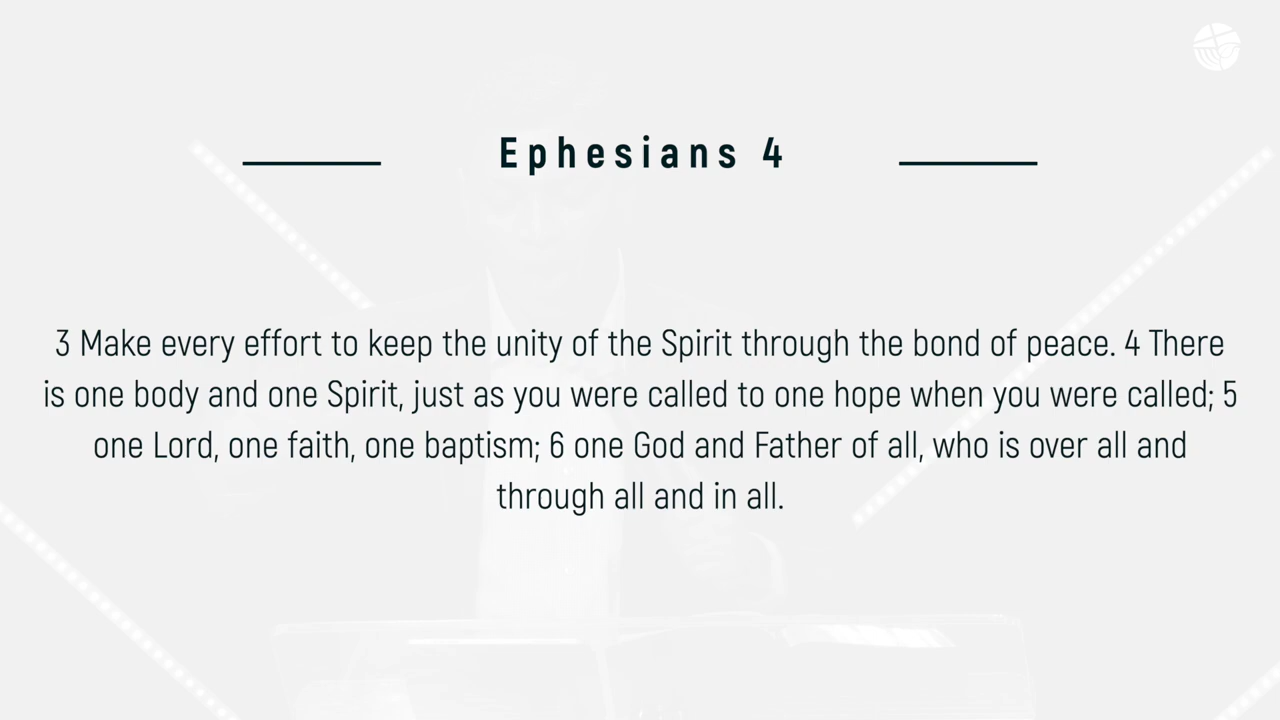 Ephesians 4
3 Make every effort to keep the unity of the Spirit through the bond of peace. 4 There
is one body and one Spirit, just as you were called to one hope when you were called; 5
one Lord, one faith, one baptism; 6 one God and Father of all, who is over all and
through all and in all.